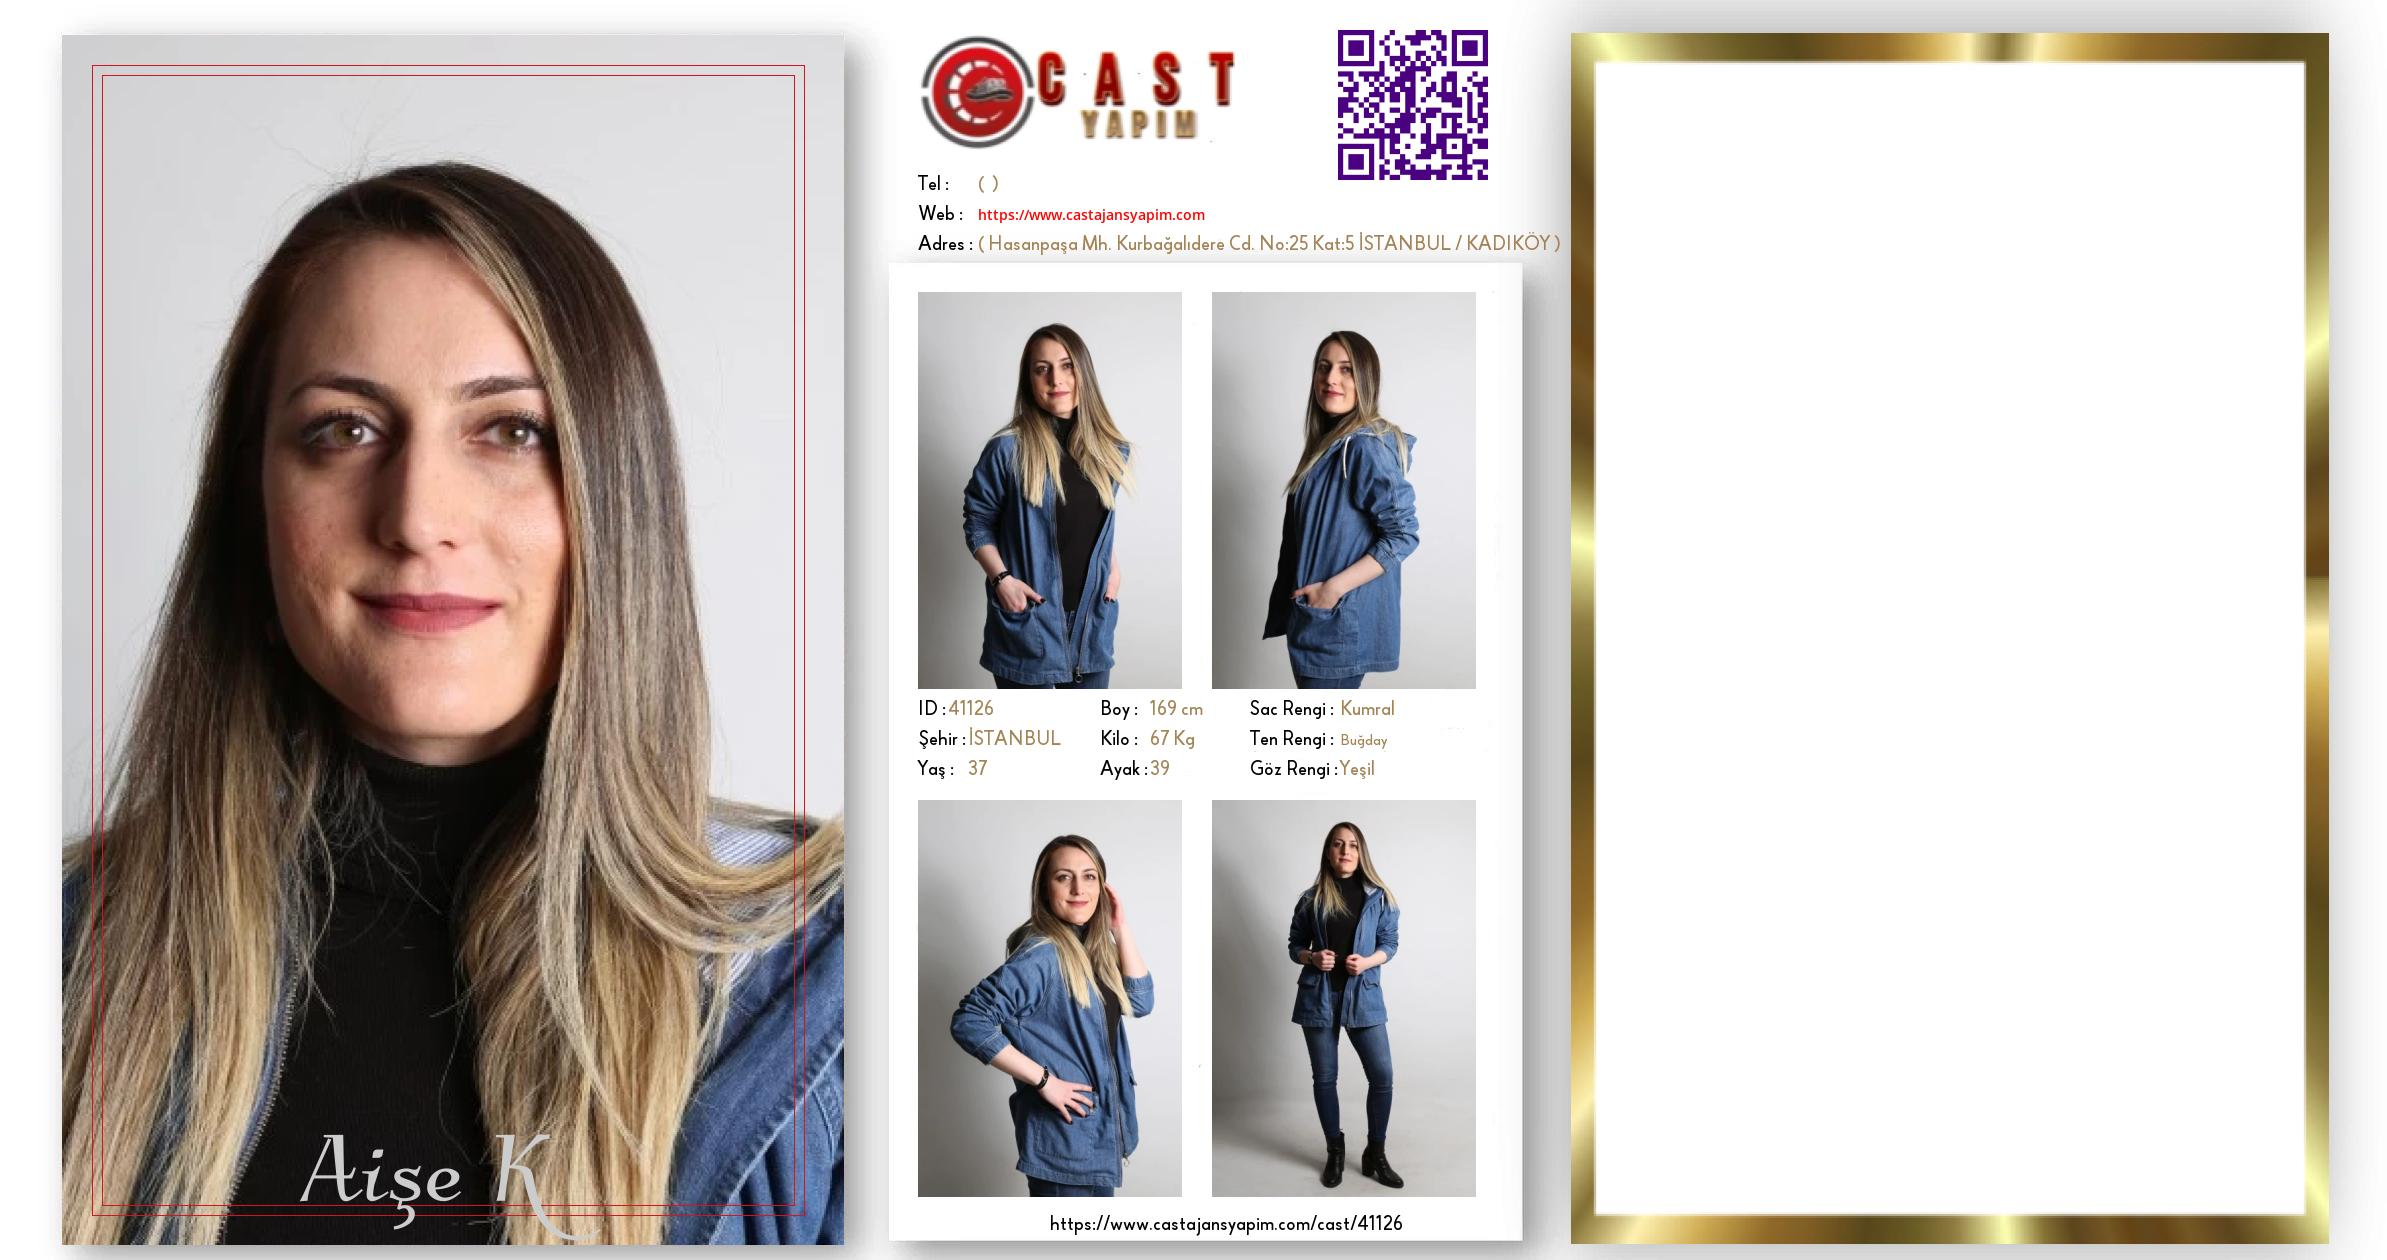 Aişe K
CAST
YAPIM
Tel : ( )
Web : https://www.castajansyapim.com
Adres : ( Hasanpaşa Mh. Kurbağalıdere Cd. No:25 Kat:5 İSTANBUL / KADIKÖY )
ID : 41126 Boy : 169 cm Sac Rengi : Kumral
Şehir : İSTANBUL Kilo : 67 Kg Ten Rengi : Buğday
Yaş : 37 Ayak : 39 Göz Rengi : Yeşil
https://www.castajansyapim.com/cast/41126